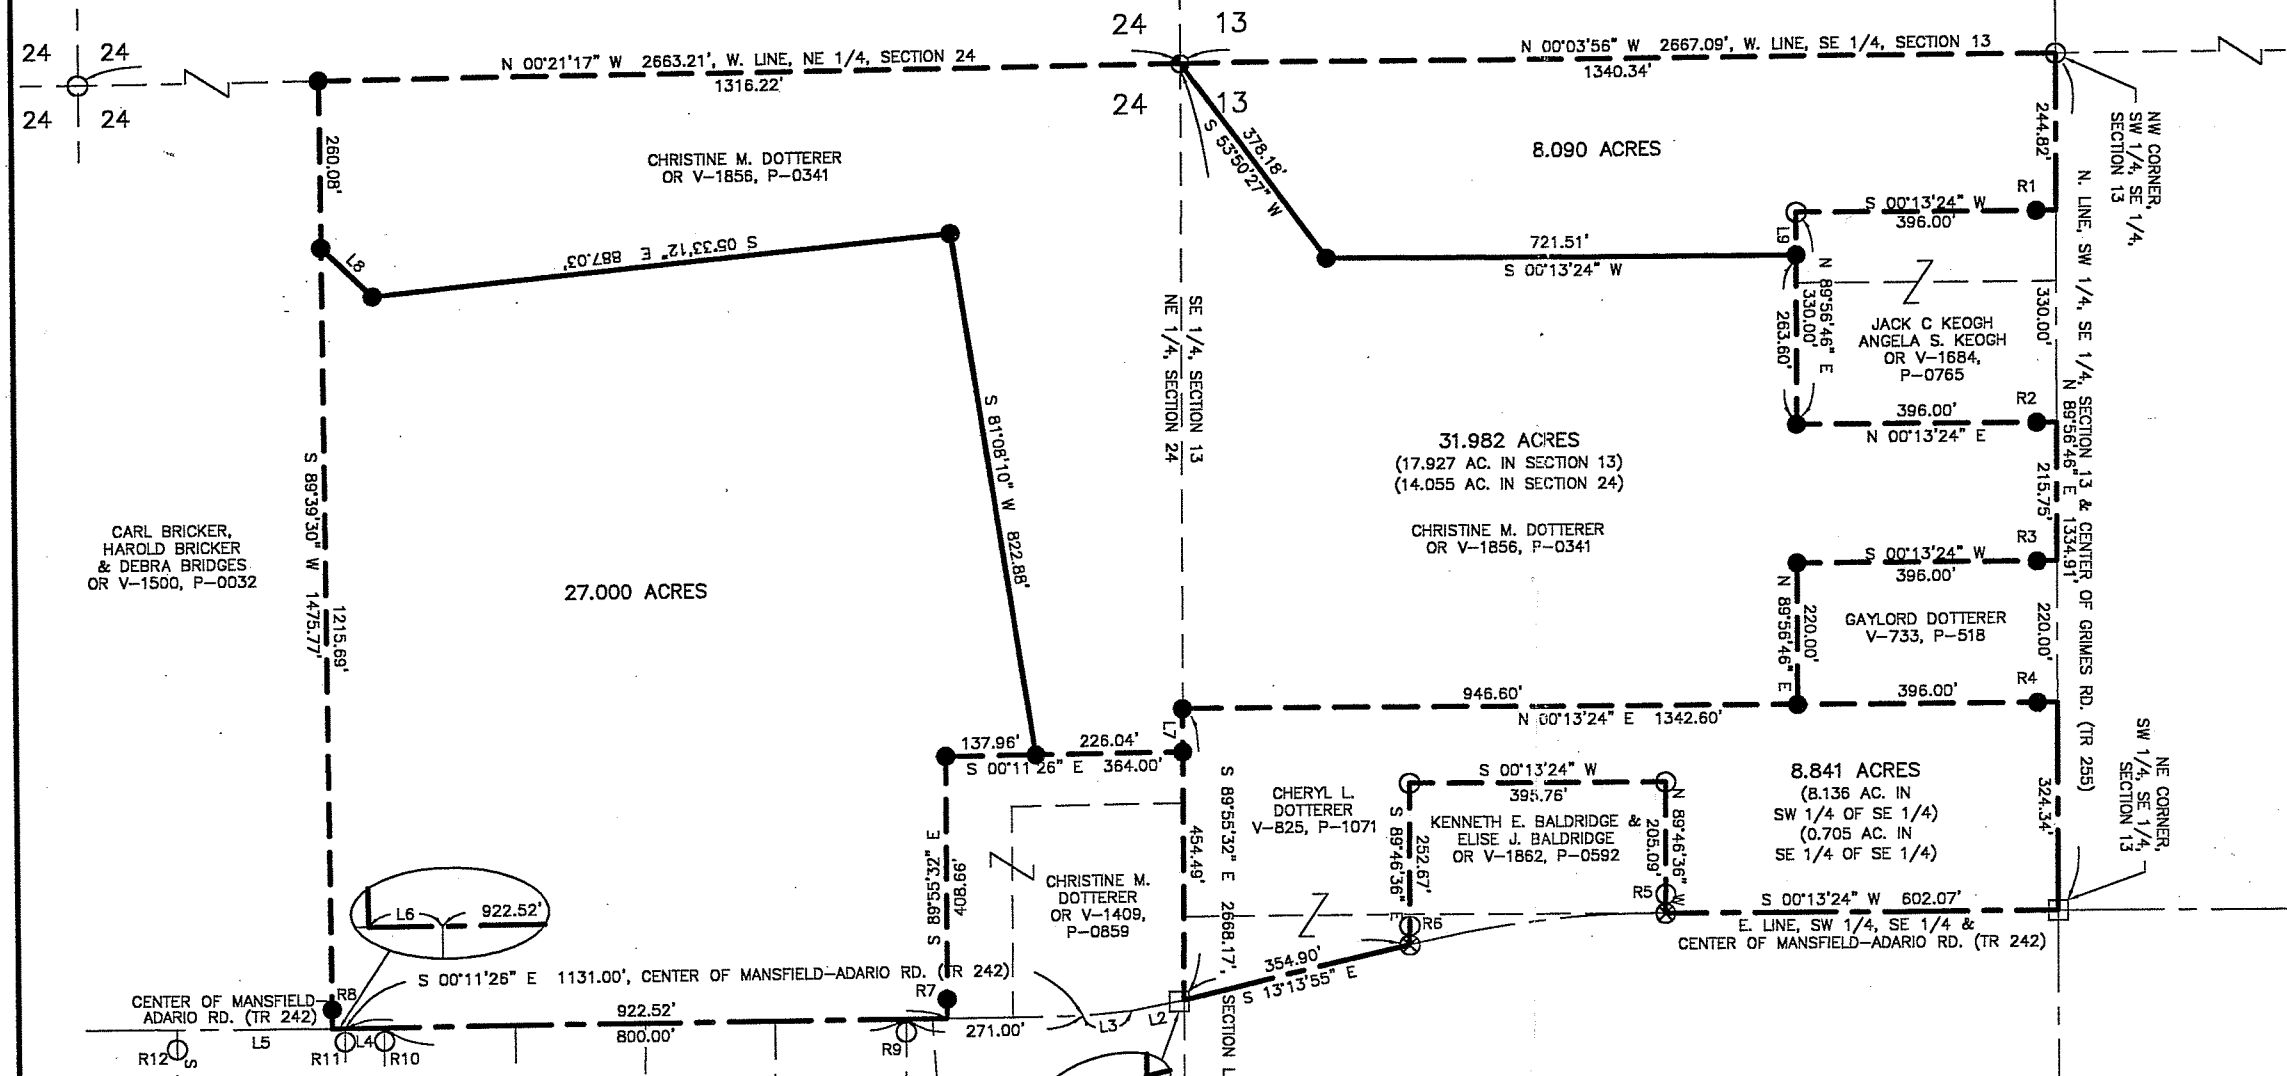 24 13
24 24
24 24
24 13
N 00°21'17" W 2663.21', W. LINE, NE 1/4, SECTION 24
1316.22'
N 00°03'56" W 2667.09', W. LINE, SE 1/4, SECTION 13
1340.34'
260.08'
CHRISTINE M. DOTTERER
OR V-1856, P-0341
L8
S 05°33'12" E 887.03'
S 81°08'10" W 822.88'
378.18'
S 53°50'27" W
8.090 ACRES
244.82'
NW CORNER,
SW 1/4, SE 1/4,
SECTION 13
R1
S 00°13'24" W
396.00'
L9
721.51'
S 00°13'24" W
N 89°56'46" E
330.00'
263.60'
JACK C KEOGH
ANGELA S. KEOGH
OR V-1684,
P-0765
330.00'
R2
396.00'
N 00°13'24" E
N. LINE, SW 1/4, SE 1/4, SECTION 13 & CENTER OF GRIMES RD. (TR 255)
N 89°56'46" E 1334.91'
215.75'
SE 1/4, SECTION 13
NE 1/4, SECTION 24
31.982 ACRES
(17.927 AC. IN SECTION 13)
(14.055 AC. IN SECTION 24)
CHRISTINE M. DOTTERER
OR V-1856, P-0341
R3
S 00°13'24" W
396.00'
N 89°56'46" E
220.00'
GAYLORD DOTTERER
V-733, P-518
220.00'
R4
396.00'
946.60'
N 00°13'24" E 1342.60'
CARL BRICKER,
HAROLD BRICKER
& DEBRA BRIDGES
OR V-1500, P-0032
S 89°39'30" W 1475.77'
1215.69'
27.000 ACRES
L7
137.96' 226.04'
S 00°11'26" E 364.00'
S 89°55'32" E
408.66'
454.49'
S 89°55'32" E 2668.17', SECTION L
CHERYL L.
DOTTERER
V-825, P-1071
S 00°13'24" W
395.76'
KENNETH E. BALDRIDGE &
ELISE J. BALDRIDGE
OR V-1862, P-0592
S 89°46'36" E
252.67'
N 89°46'36" W
205.09'
8.841 ACRES
(8.136 AC. IN
SW 1/4 OF SE 1/4)
(0.705 AC. IN
SE 1/4 OF SE 1/4)
324.34'
NE CORNER,
SW 1/4, SE 1/4,
SECTION 13
R5
R6
S 00°13'24" W 602.07'
E. LINE, SW 1/4, SE 1/4 &
CENTER OF MANSFIELD-ADARIO RD. (TR 242)
CHRISTINE M.
DOTTERER
OR V-1409,
P-0859
L6 922.52'
S 00°11'26" E 1131.00', CENTER OF MANSFIELD-ADARIO RD. (TR 242)
354.90'
S 13°13'55" E
CENTER OF MANSFIELD-
ADARIO RD. (TR 242)
R8
R7
922.52'
800.00'
271.00'
L3
L2
L5
L4
R12
S
R11
R10
R9